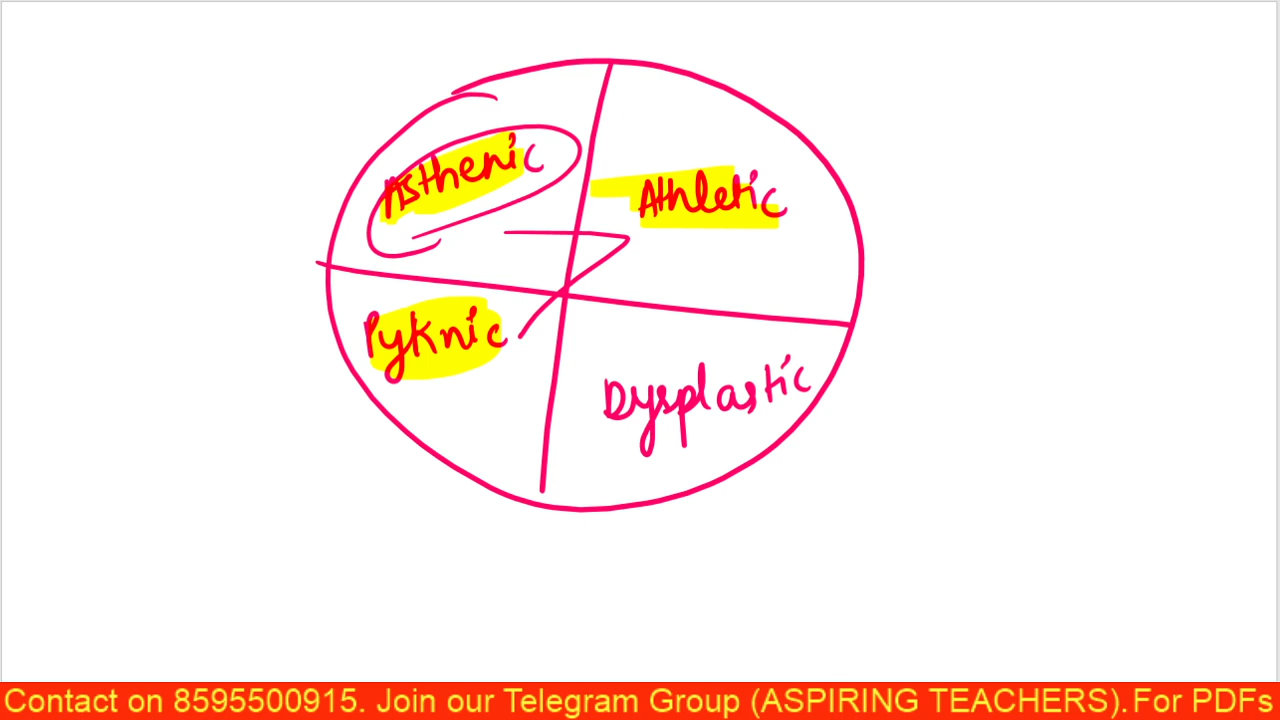 Asthenic
Athletic
Pyknic
Dysplastic
Contact on 8595500915. Join our Telegram Group (ASPIRING TEACHERS).For PDFs